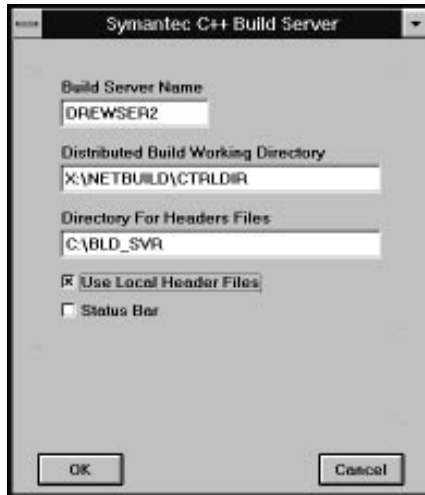 Symantec C++ Build Server
Build Server Name
DREWSER2
Distributed Build Working Directory
X:\NETBUILD\CTRLDIR
Directory For Headers Files
C:\BLD_SVR
Use Local Header Files
Status Bar
OK Cancel